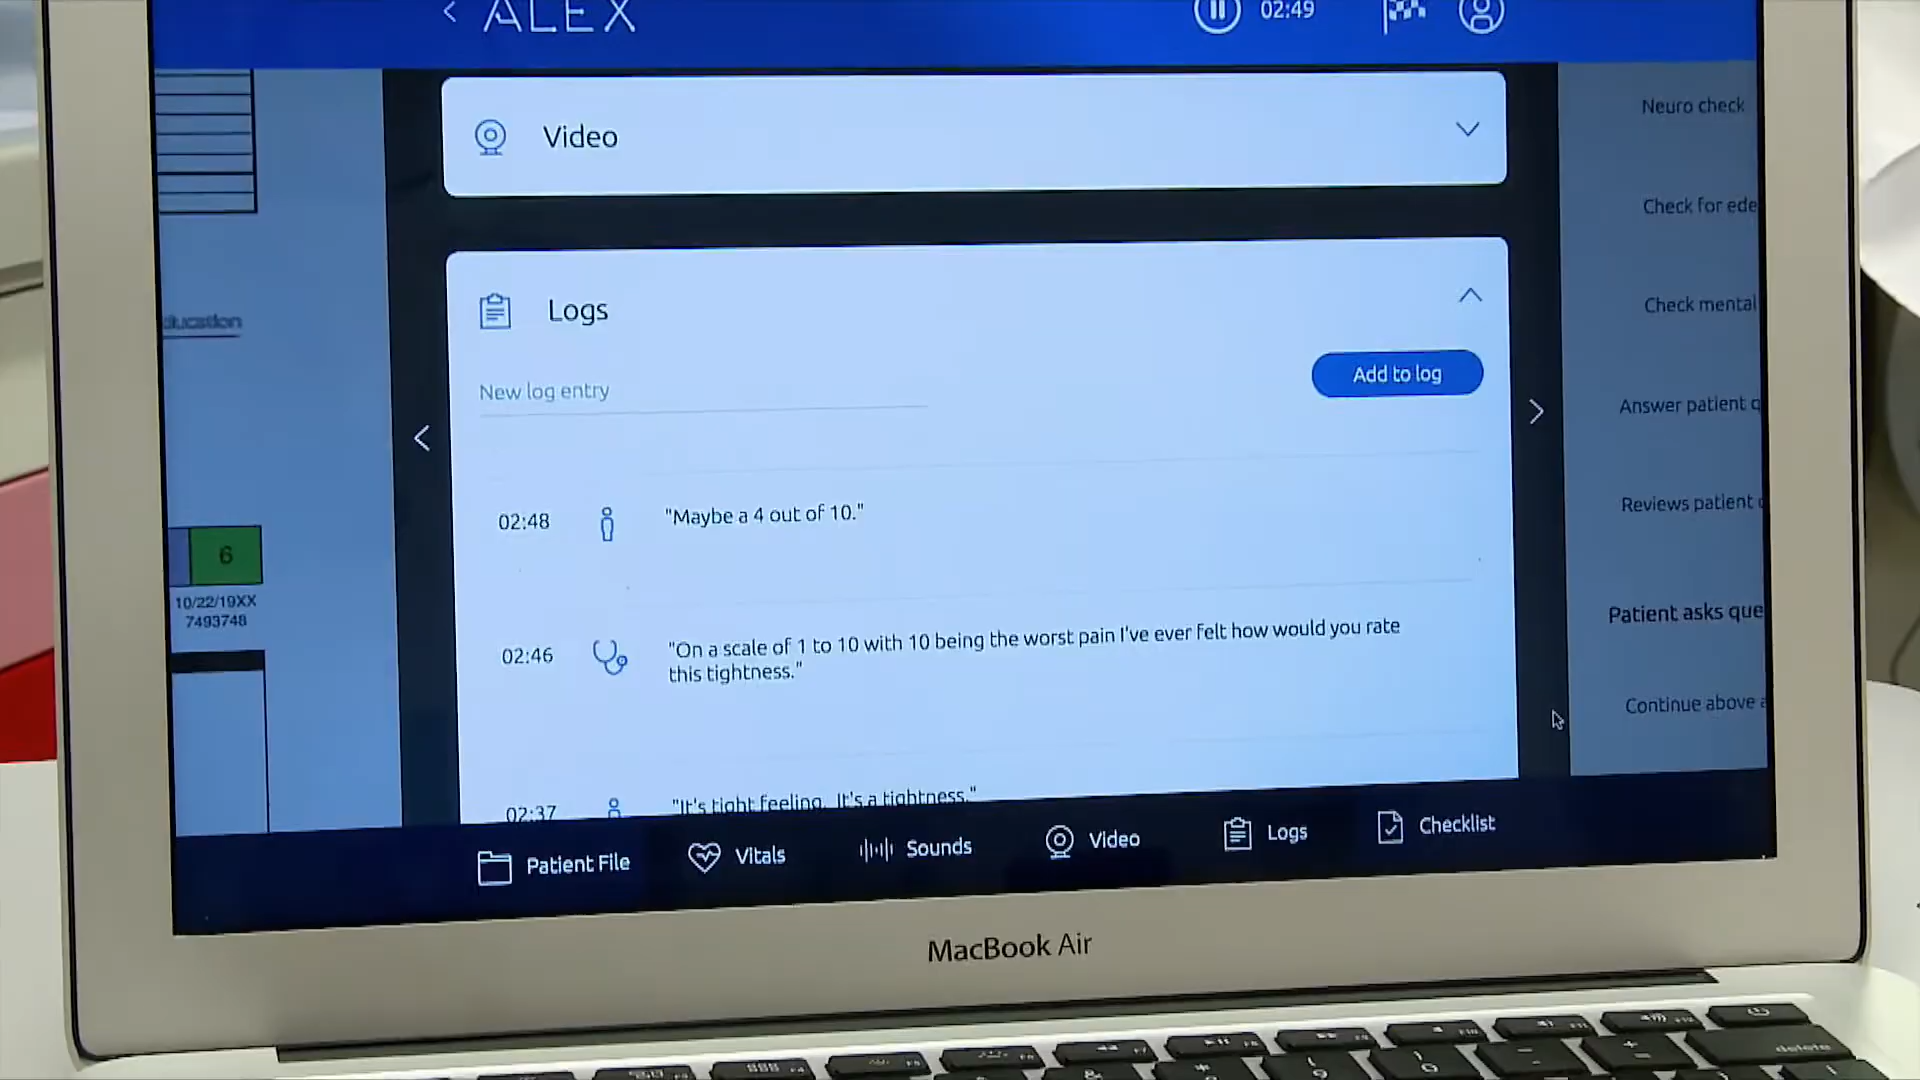 ALEX
02:49
Video
Neuro check
Check for ede
Check mental
Answer patient q
Reviews patient
Patient asks que
Continue above a
ducation
6
10/22/19XX
7493748
Logs
New log entry
Add to log
02:48
"Maybe a 4 out of 10."
02:46
"On a scale of 1 to 10 with 10 being the worst pain I've ever felt how would you rate
this tightness."
02:37
"It's tight feeling. It's a tightness."
Patient File
Vitals
Sounds
Video
Logs
Checklist
MacBook Air
delete